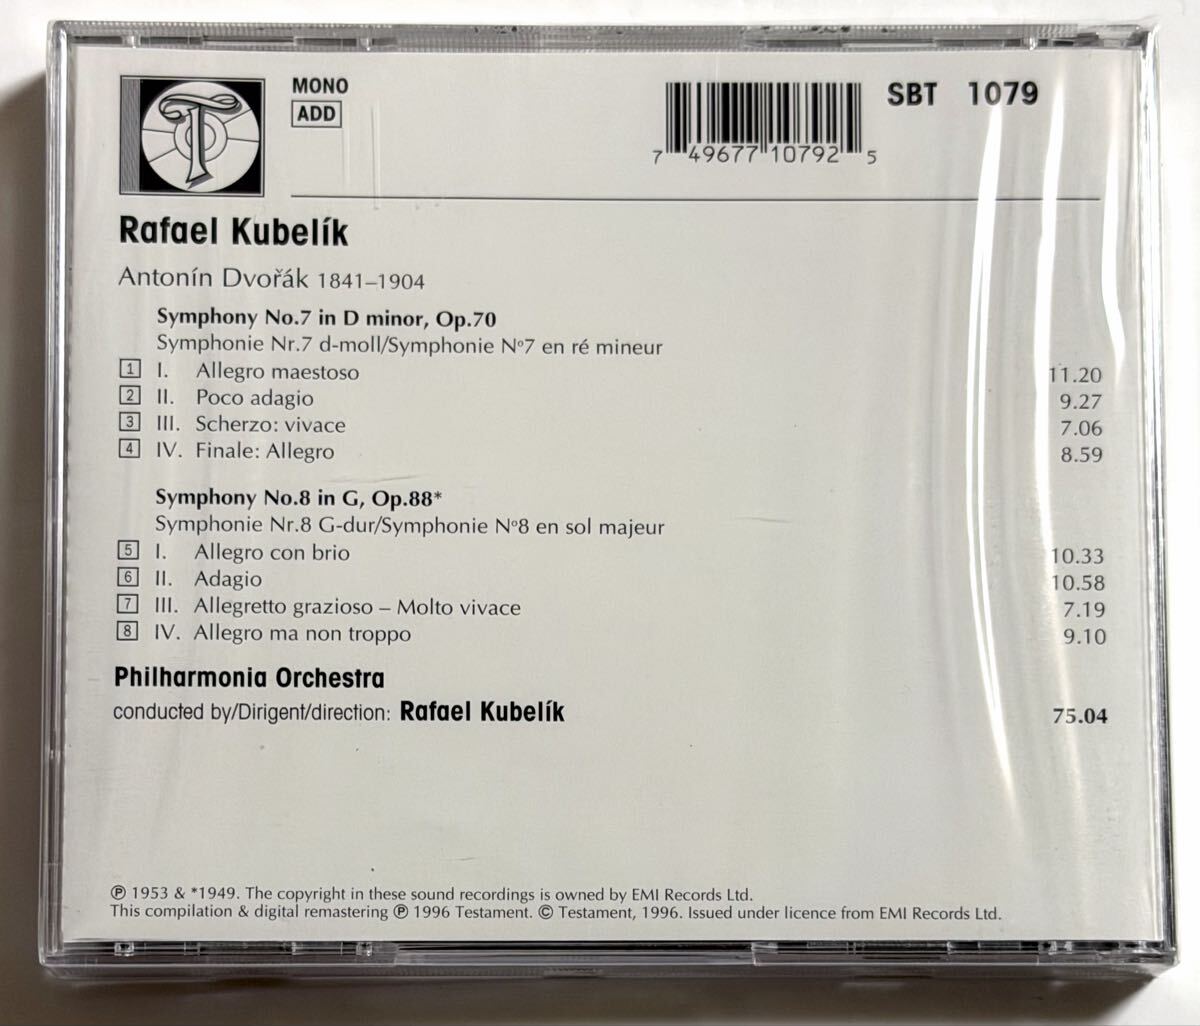 T
MONO
ADD
7 49677 10792 5
SBT 1079
Rafael Kubelík
Antonín Dvořák 1841–1904
Symphony No.7 in D minor, Op.70
Symphonie Nr.7 d-moll/Symphonie Nº7 en ré mineur
1 I. Allegro maestoso 11.20
2 II. Poco adagio 9.27
3 III. Scherzo: vivace 7.06
4 IV. Finale: Allegro 8.59
Symphony No.8 in G, Op.88*
Symphonie Nr.8 G-dur/Symphonie Nº8 en sol majeur
5 I. Allegro con brio 10.33
6 II. Adagio 10.58
7 III. Allegretto grazioso – Molto vivace 7.19
8 IV. Allegro ma non troppo 9.10
Philharmonia Orchestra
conducted by/Dirigent/direction: Rafael Kubelík 75.04
℗ 1953 & *1949. The copyright in these sound recordings is owned by EMI Records Ltd.
This compilation & digital remastering ℗ 1996 Testament. © Testament, 1996. Issued under licence from EMI Records Ltd.